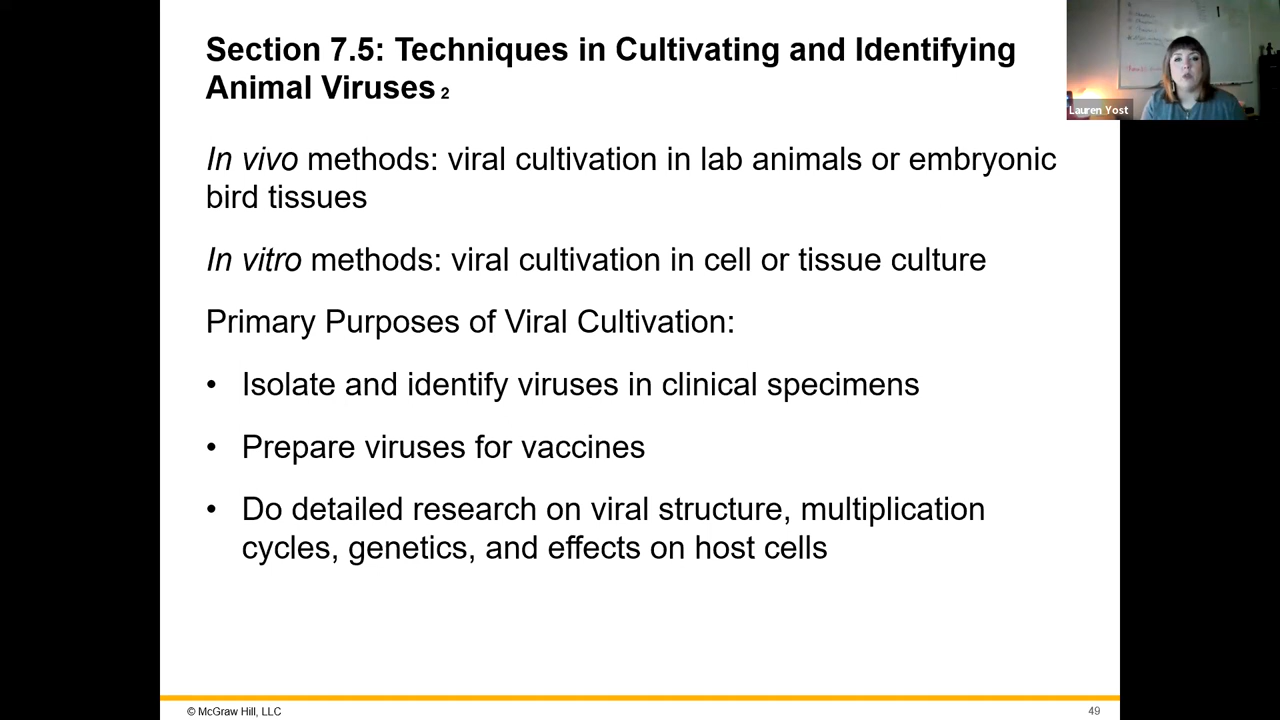 Section 7.5: Techniques in Cultivating and Identifying
Animal Viruses 2
Lauren Yost
In vivo methods: viral cultivation in lab animals or embryonic
bird tissues
In vitro methods: viral cultivation in cell or tissue culture
Primary Purposes of Viral Cultivation:
• Isolate and identify viruses in clinical specimens
• Prepare viruses for vaccines
• Do detailed research on viral structure, multiplication
cycles, genetics, and effects on host cells
© McGraw Hill, LLC
49